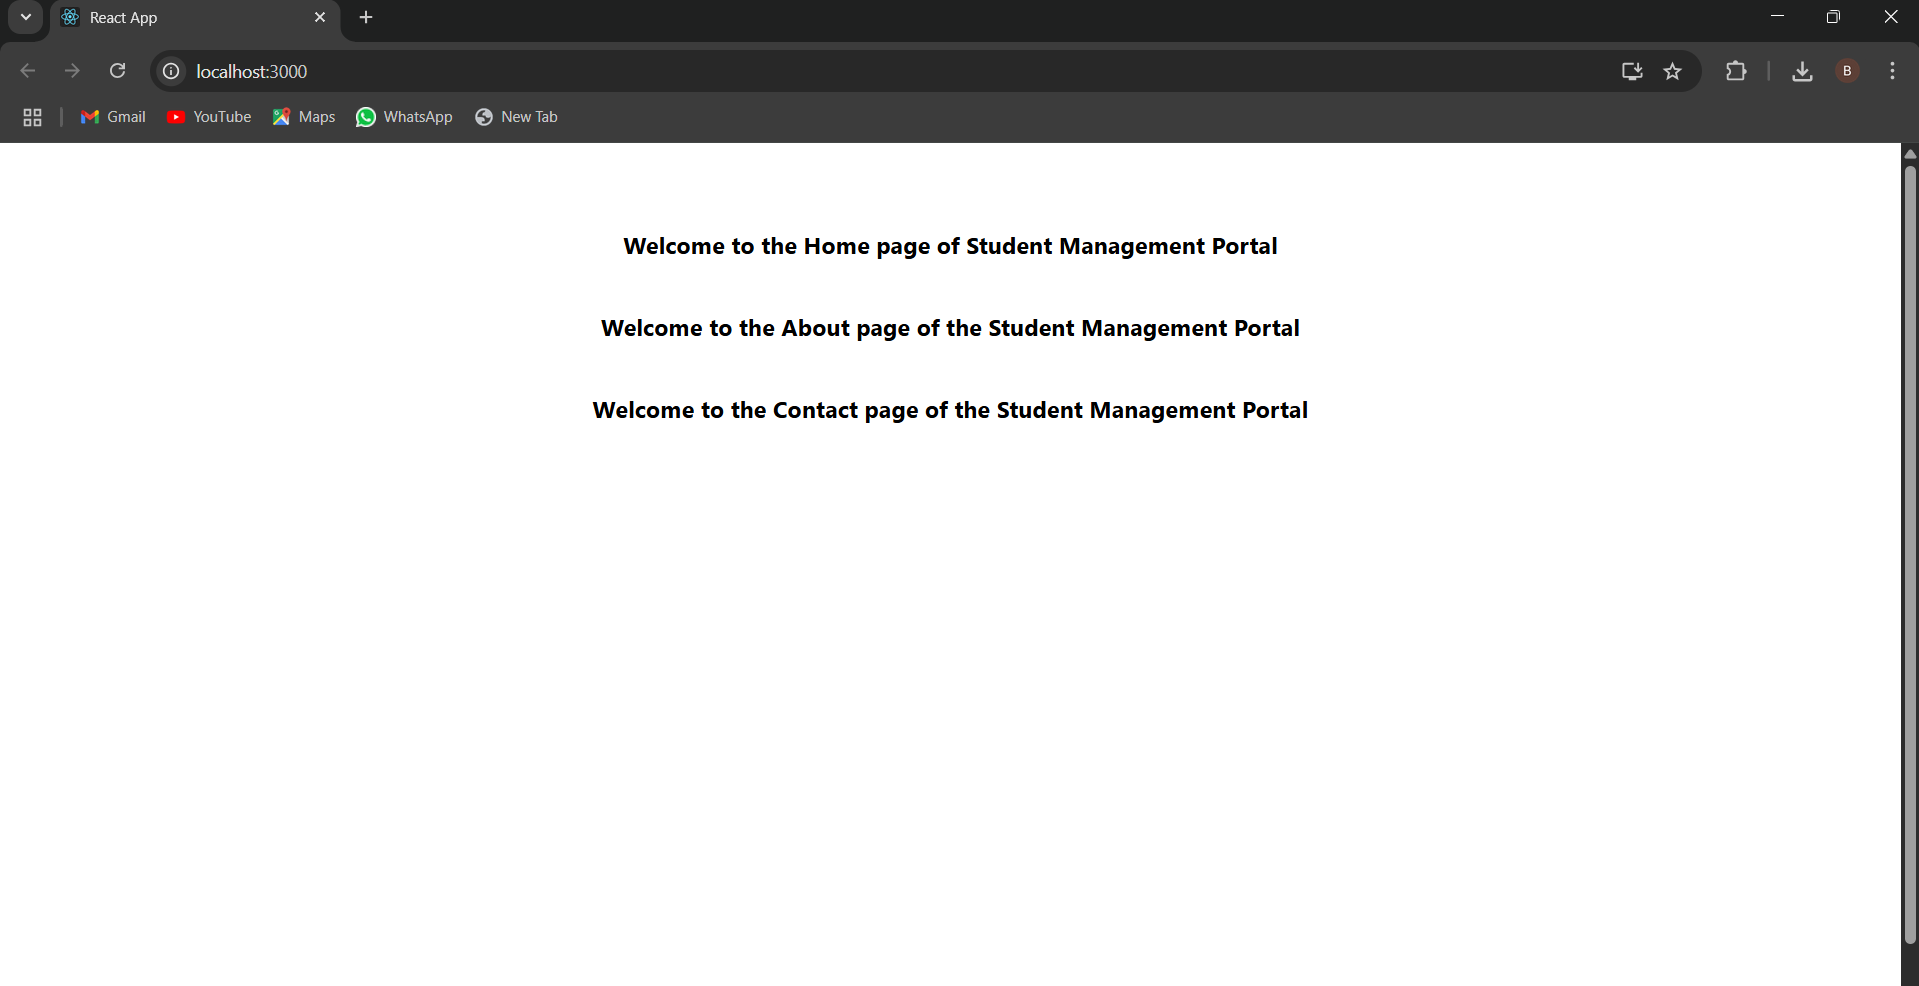 React App
localhost:3000
B
Gmail
YouTube
Maps
WhatsApp
New Tab
Welcome to the Home page of Student Management Portal
Welcome to the About page of the Student Management Portal
Welcome to the Contact page of the Student Management Portal